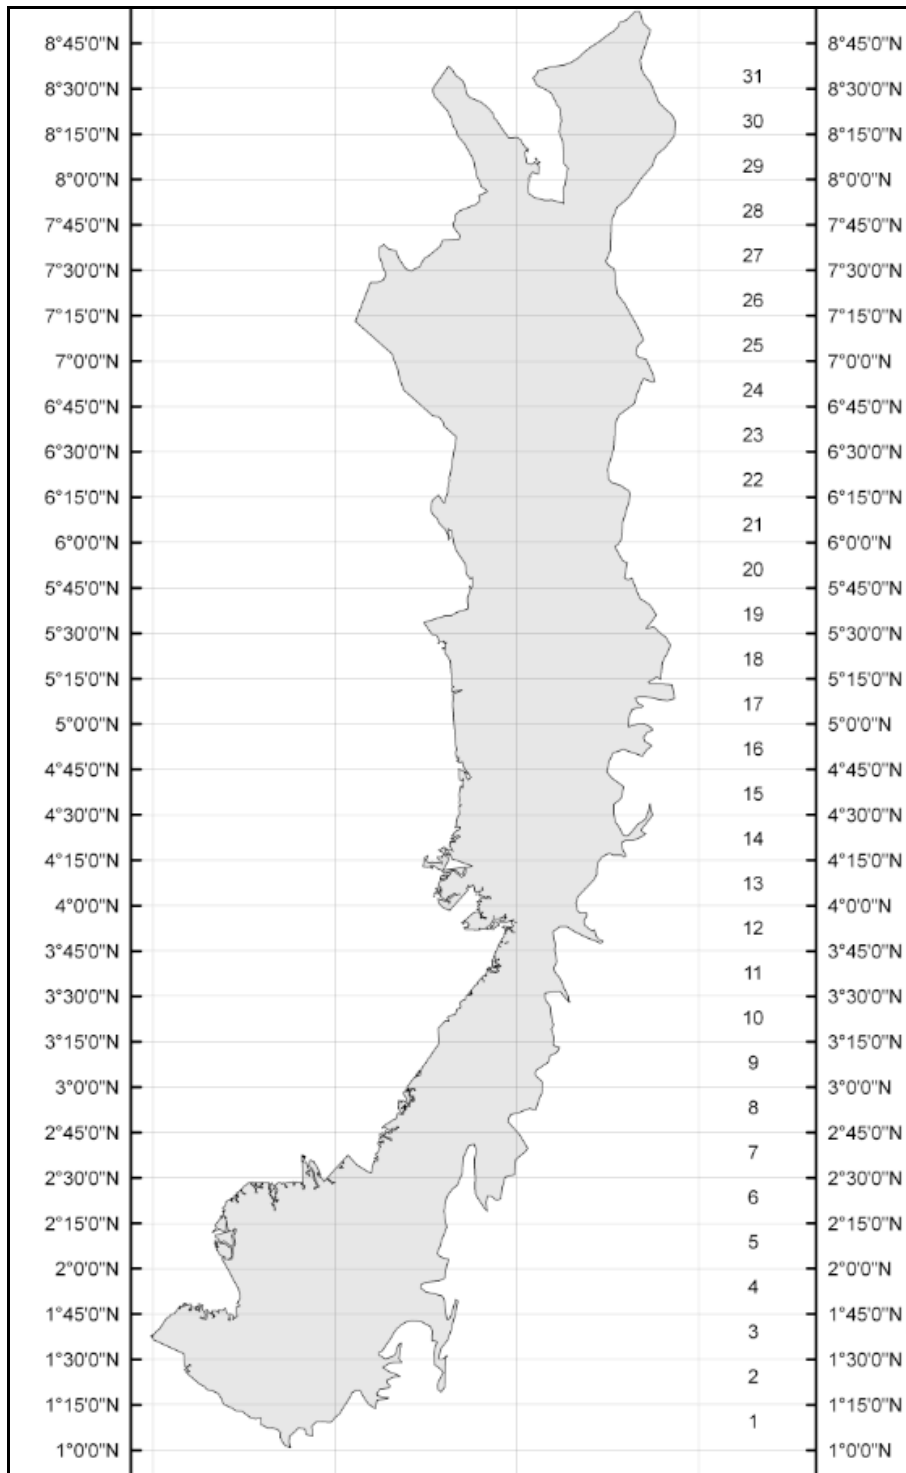 8°45'0"N 8°45'0"N
31
8°30'0"N 8°30'0"N
30
8°15'0"N 8°15'0"N
29
8°0'0"N 8°0'0"N
28
7°45'0"N 7°45'0"N
27
7°30'0"N 7°30'0"N
26
7°15'0"N 7°15'0"N
25
7°0'0"N 7°0'0"N
24
6°45'0"N 6°45'0"N
23
6°30'0"N 6°30'0"N
22
6°15'0"N 6°15'0"N
21
6°0'0"N 6°0'0"N
20
5°45'0"N 5°45'0"N
19
5°30'0"N 5°30'0"N
18
5°15'0"N 5°15'0"N
17
5°0'0"N 5°0'0"N
16
4°45'0"N 4°45'0"N
15
4°30'0"N 4°30'0"N
14
4°15'0"N 4°15'0"N
13
4°0'0"N 4°0'0"N
12
3°45'0"N 3°45'0"N
11
3°30'0"N 3°30'0"N
10
3°15'0"N 3°15'0"N
9
3°0'0"N 3°0'0"N
8
2°45'0"N 2°45'0"N
7
2°30'0"N 2°30'0"N
6
2°15'0"N 2°15'0"N
5
2°0'0"N 2°0'0"N
4
1°45'0"N 1°45'0"N
3
1°30'0"N 1°30'0"N
2
1°15'0"N 1°15'0"N
1
1°0'0"N 1°0'0"N